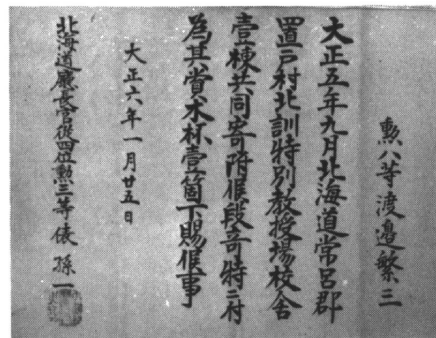 勲八等渡邉繁三
大正五年九月北海道常呂郡
置戸村北訓特別教授場校舎
壹棟共同寄附候段奇特ニ付
為其賞木杯壹箇下賜候事
大正六年一月廿五日
北海道廳長官従四位勲三等俵孫一